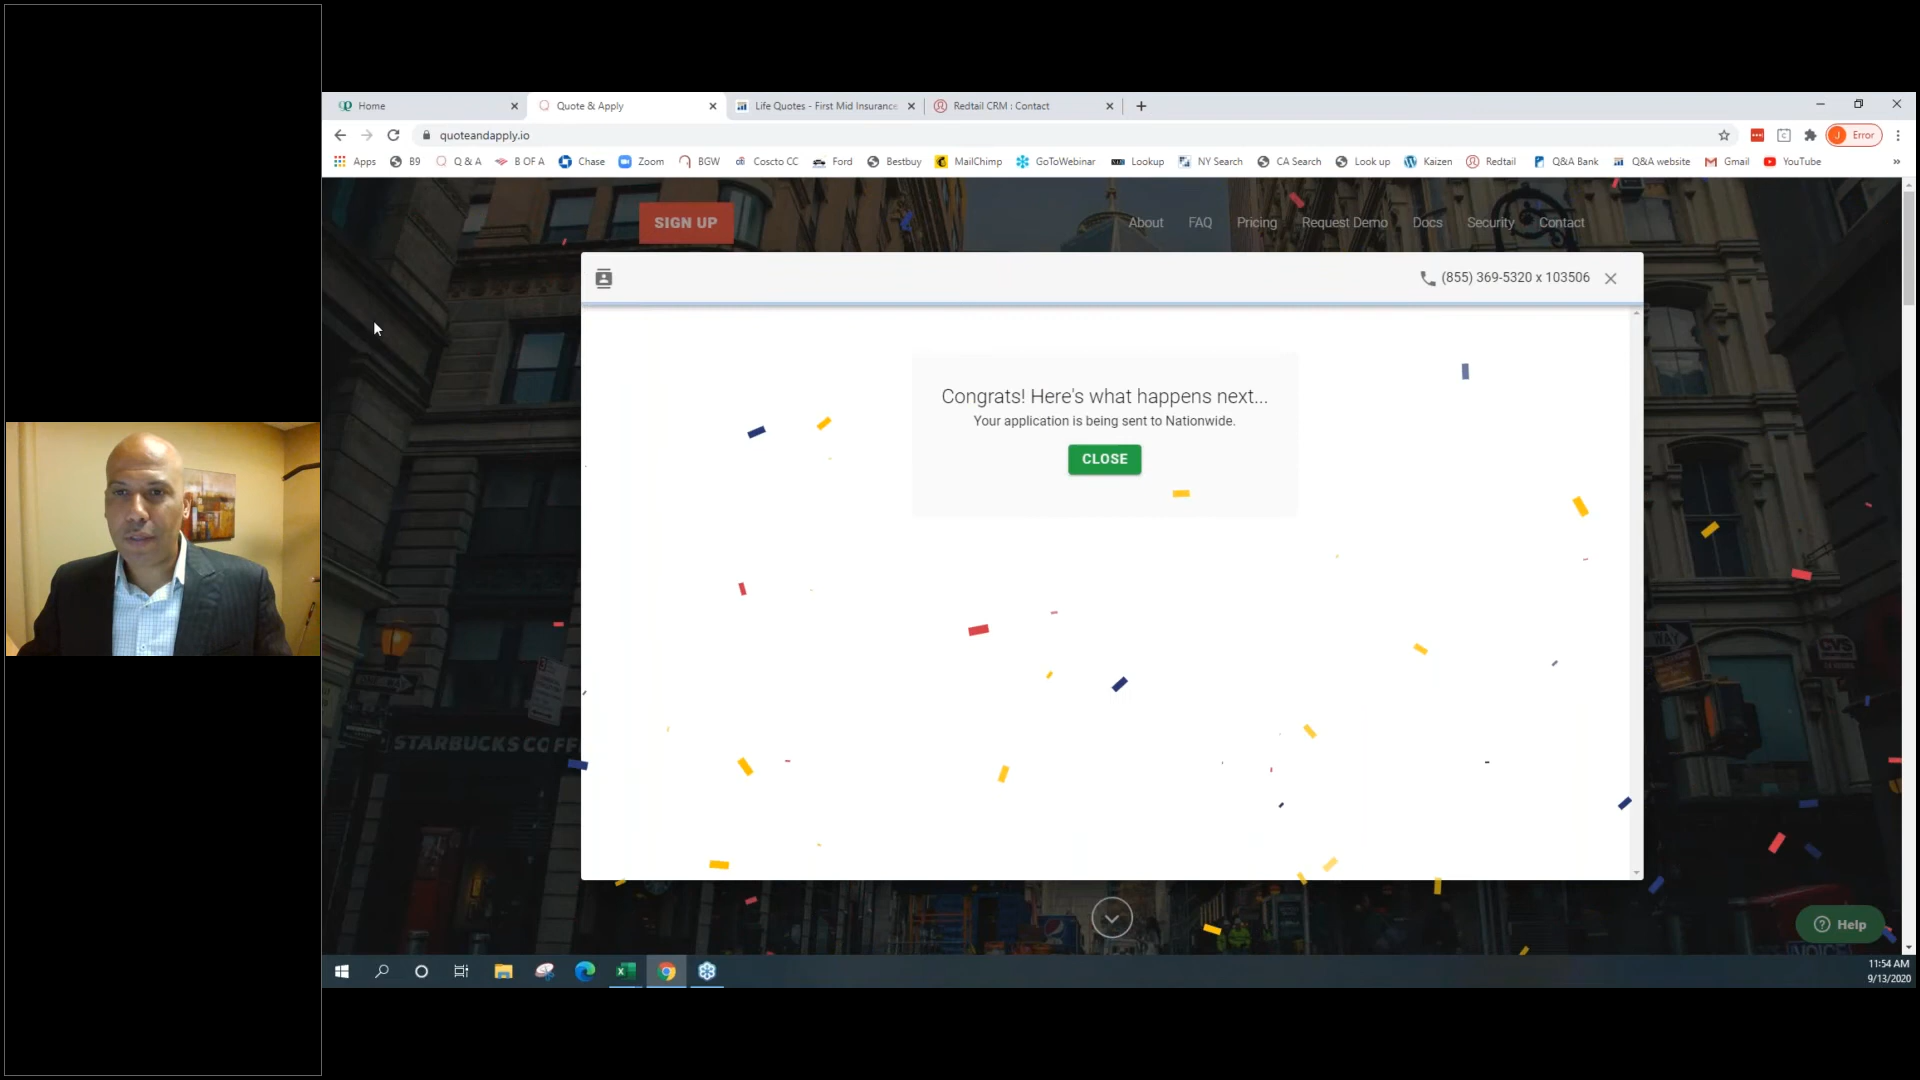 Home
Quote & Apply
Life Quotes - First Mid Insurance
Redtail CRM : Contact
quoteandapply.io
J Error
Apps
B9
Q & A
B OF A
Chase
Zoom
BGW
Coscto CC
Ford
Bestbuy
MailChimp
GoToWebinar
Lookup
NY Search
CA Search
Look up
Kaizen
Redtail
Q&A Bank
Q&A website
Gmail
YouTube
SIGN UP
About
FAQ
Pricing
Request Demo
Docs
Security
Contact
(855) 369-5320 x 103506
Congrats! Here's what happens next...
Your application is being sent to Nationwide.
CLOSE
WAY
CVS
STARBUCKS COFF
Help
11:54 AM
9/13/2020